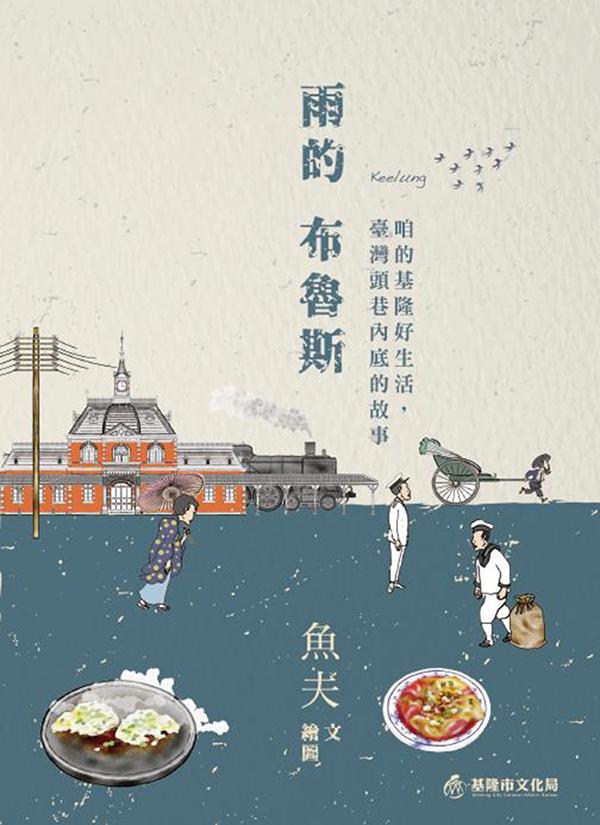 雨的 布魯斯
Keelung
咱的基隆好生活，
臺灣頭巷內底的故事
魚夫
文
繪圖
基隆市文化局